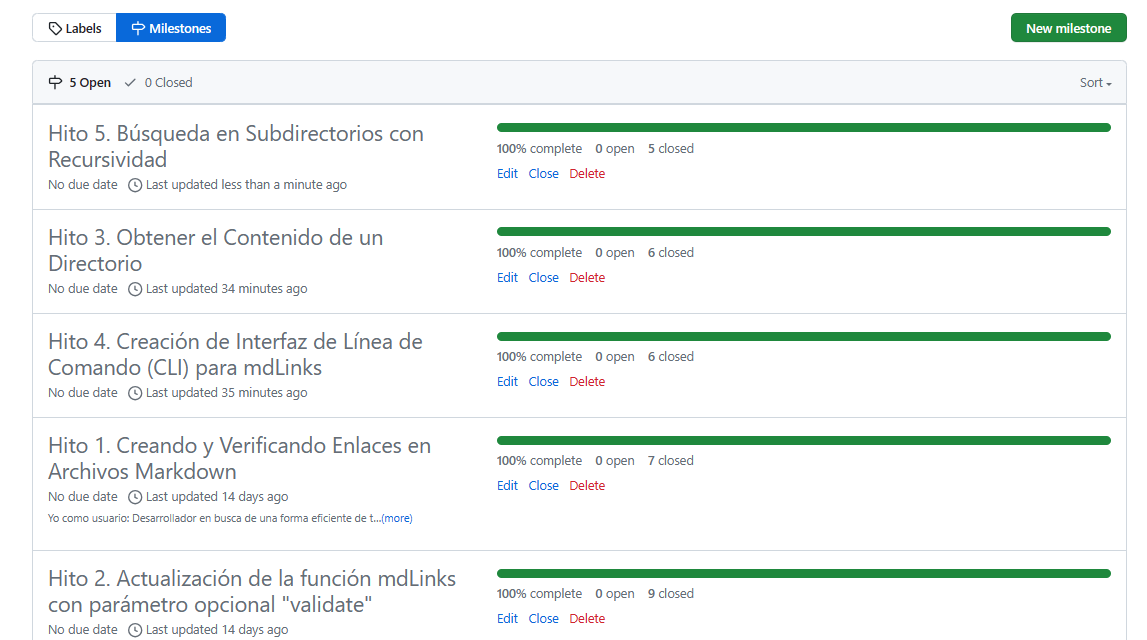 Labels Milestones New milestone
5 Open 0 Closed Sort
Hito 5. Búsqueda en Subdirectorios con
Recursividad
No due date Last updated less than a minute ago
100% complete 0 open 5 closed
Edit Close Delete
Hito 3. Obtener el Contenido de un
Directorio
No due date Last updated 34 minutes ago
100% complete 0 open 6 closed
Edit Close Delete
Hito 4. Creación de Interfaz de Línea de
Comando (CLI) para mdLinks
No due date Last updated 35 minutes ago
100% complete 0 open 6 closed
Edit Close Delete
Hito 1. Creando y Verificando Enlaces en
Archivos Markdown
No due date Last updated 14 days ago
Yo como usuario: Desarrollador en busca de una forma eficiente de t...(more)
100% complete 0 open 7 closed
Edit Close Delete
Hito 2. Actualización de la función mdLinks
con parámetro opcional "validate"
No due date Last updated 14 days ago
100% complete 0 open 9 closed
Edit Close Delete